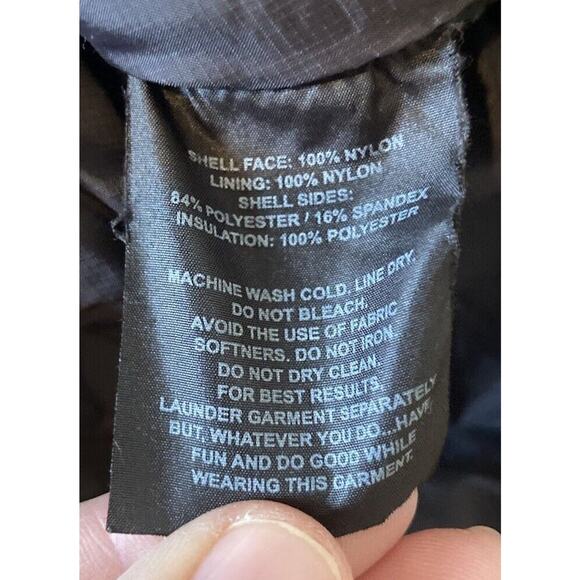 SHELL FACE: 100% NYLON
LINING: 100% NYLON
SHELL SIDES:
84% POLYESTER / 16% SPANDEX
INSULATION: 100% POLYESTER
MACHINE WASH COLD. LINE DRY.
DO NOT BLEACH.
AVOID THE USE OF FABRIC
SOFTNERS. DO NOT IRON.
DO NOT DRY CLEAN.
FOR BEST RESULTS,
LAUNDER GARMENT SEPARATELY
BUT, WHATEVER YOU DO...HAVE
FUN AND DO GOOD WHILE
WEARING THIS GARMENT.